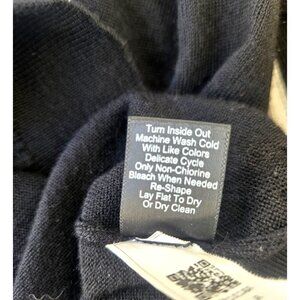 Turn Inside Out
Machine Wash Cold
With Like Colors
Delicate Cycle
Only Non-Chlorine
Bleach When Needed
Re-Shape
Lay Flat To Dry
Or Dry Clean